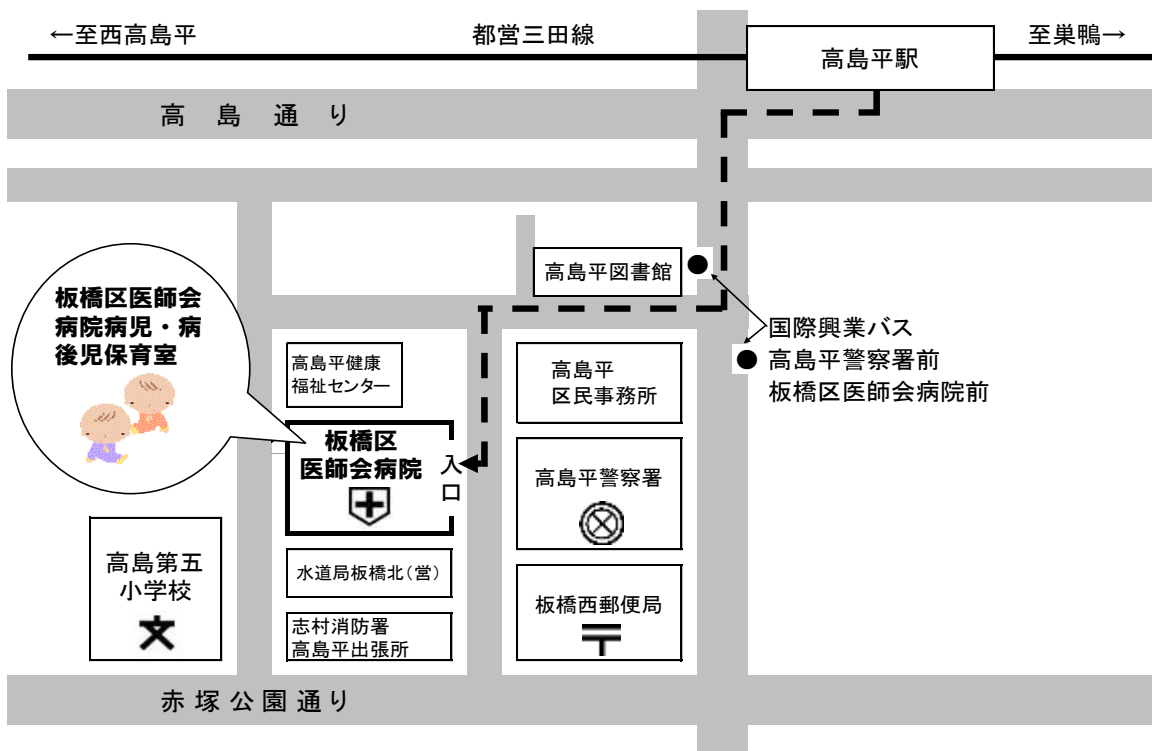 ←至西高島平
都営三田線
至巣鴨→
高島平駅
高島通り
高島平図書館
板橋区医師会
病院病児・病
後児保育室
国際興業バス
高島平警察署前
板橋区医師会病院前
高島平健康
福祉センター
高島平
区民事務所
板橋区
医師会病院
入口
高島平警察署
高島第五
小学校
文
水道局板橋北(営)
板橋西郵便局
〒
志村消防署
高島平出張所
赤塚公園通り